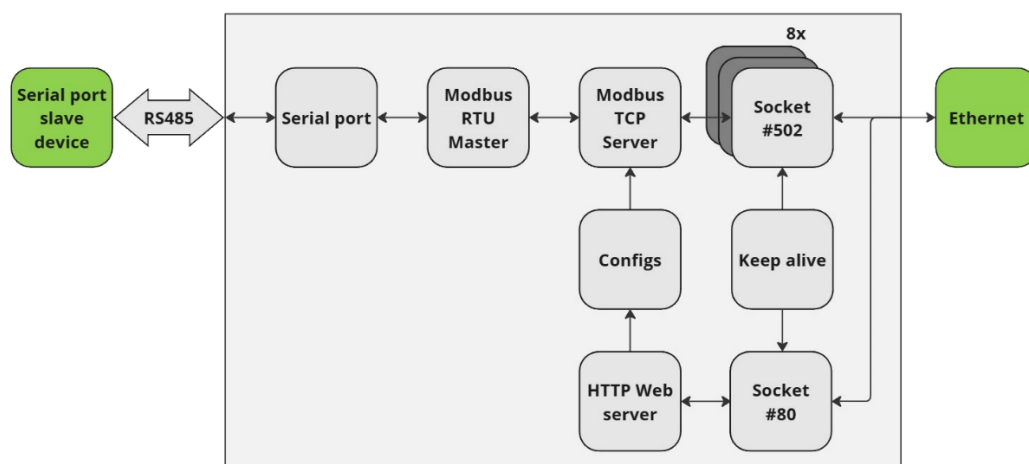 8x
Serial port
slave
device
RS485
Serial port
Modbus
RTU
Master
Modbus
TCP
Server
Socket
#502
Ethernet
Configs
Keep alive
HTTP Web
server
Socket
#80